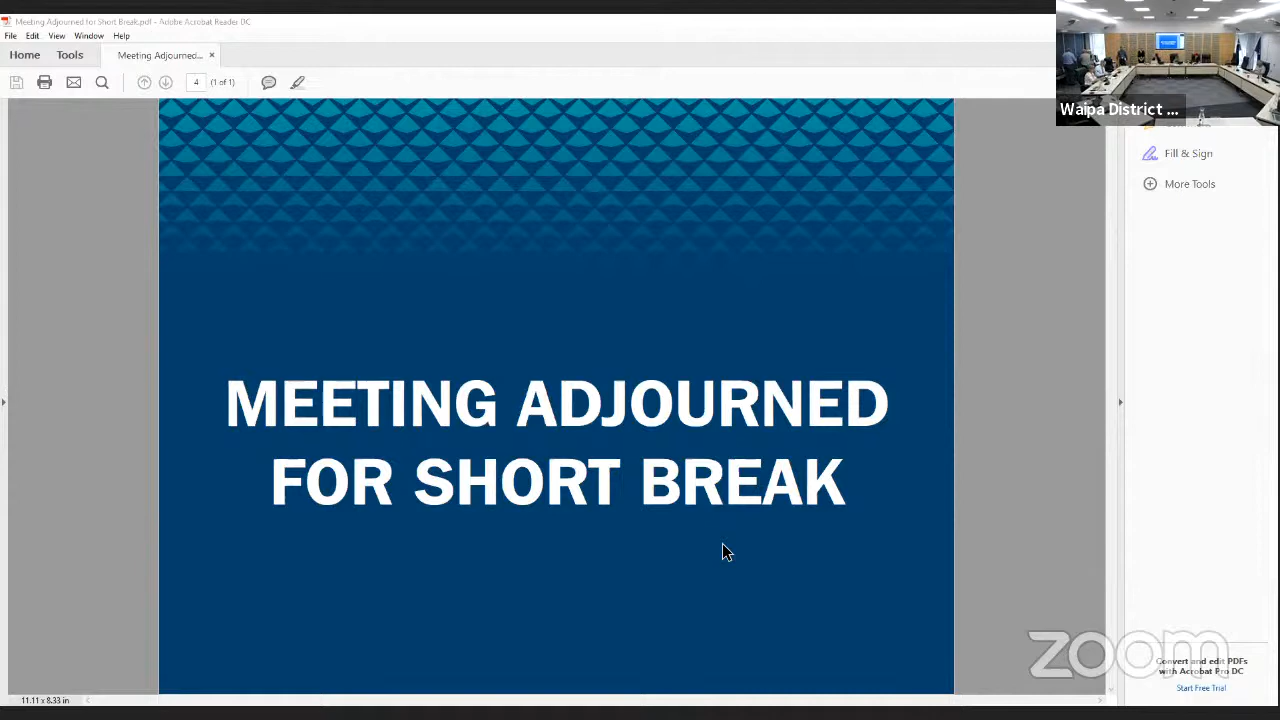 Meeting Adjourned for Short Break.pdf - Adobe Acrobat Reader DC
File Edit View Window Help
Home Tools Meeting Adjourned... ×
4 (1 of 1)
Waipa District ...
Fill & Sign
More Tools
MEETING ADJOURNED
FOR SHORT BREAK
zoom
Convert and edit PDFs
with Acrobat Pro DC
Start Free Trial
11.11 x 8.33 in